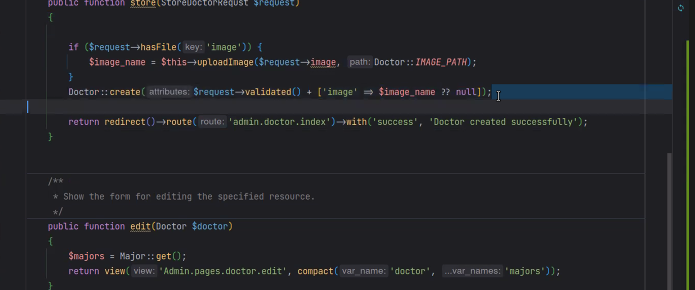 public function store(StoreDoctorRequst $request)
{
if ($request->hasFile( key: 'image')) {
$image_name = $this->uploadImage($request->image, path: Doctor::IMAGE_PATH);
}
Doctor::create( attributes: $request->validated() + ['image' => $image_name ?? null]);
return redirect()->route( route: 'admin.doctor.index')->with('success', 'Doctor created successfully');
}
/**
* Show the form for editing the specified resource.
*/
public function edit(Doctor $doctor)
{
$majors = Major::get();
return view( view: 'Admin.pages.doctor.edit', compact( var_name: 'doctor', ...var_names: 'majors'));
}